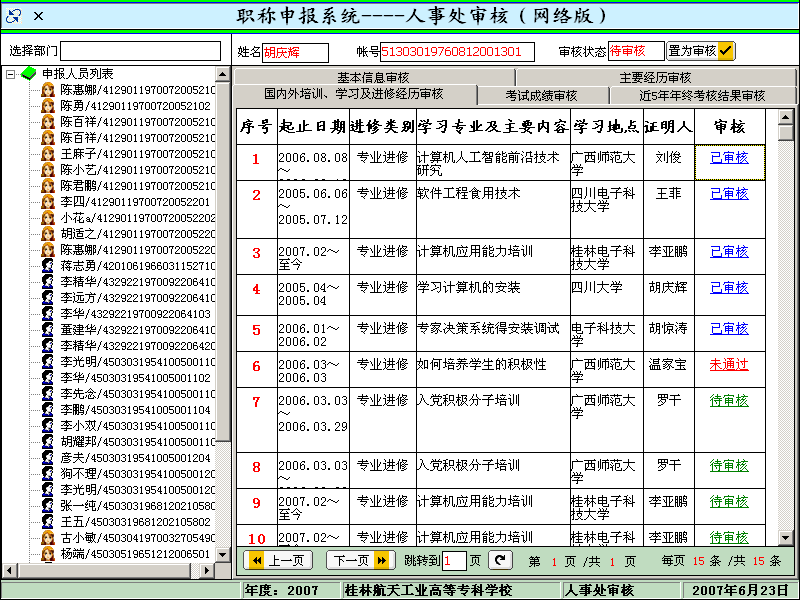 职称申报系统----人事处审核（网络版）
选择部门
姓名 胡庆辉 帐号 51303019760812001301 审核状态 待审核 置为审核
申报人员列表
陈惠娜/4129011970072005210
陈勇/41290119700720052102
陈百祥/4129011970072005210
陈百祥/4129011970072005210
王麻子/4129011970072005210
陈小艺/4129011970072005210
陈君鹏/4129011970072005210
李四/41290119700720052201
小花a/41290119700720052202
胡适之/4129011970072005220
陈惠娜/4129011970072005220
蒋志勇/4201061966031152710
李精华/4329221970092206410
李远方/4329221970092206410
李华/43292219700922064103
董建华/4329221970092206410
李精华/4329221970092206420
李光明/4503031954100500110
李华/45030319541005001102
李先念/4503031954100500110
李鹏/45030319541005001104
李小双/4503031954100500110
胡耀邦/4503031954100500110
彦夫/45030319541005001204
狗不理/4503031954100500120
李光明/4503031954100500120
张一纯/4503031968120210580
王五/45030319681202105802
古小敏/4503041970032705490
杨端/45030519651212006501
基本信息审核 主要经历审核
国内外培训、学习及进修经历审核 考试成绩审核 近5年年终考核结果审核
序号 起止日期 进修类别 学习专业及主要内容 学习地点 证明人 审核
1 2006.08.08～ 专业进修 计算机人工智能前沿技术研究 广西师范大学 刘俊 已审核
2 2005.06.06～2005.07.12 专业进修 软件工程食用技术 四川电子科技大学 王菲 已审核
3 2007.02～至今 专业进修 计算机应用能力培训 桂林电子科技大学 李亚鹏 已审核
4 2005.04～2005.04 专业进修 学习计算机的安装 四川大学 胡庆辉 已审核
5 2006.01～2006.02 专业进修 专家决策系统得安装调试 电子科技大学 胡惊涛 已审核
6 2006.03～2006.03 专业进修 如何培养学生的积极性 广西师范大学 温家宝 未通过
7 2006.03.03～2006.03.29 专业进修 入党积极分子培训 广西师范大学 罗干 待审核
8 2006.03.03～ 专业进修 入党积极分子培训 广西师范大学 罗干 待审核
9 2007.02～至今 专业进修 计算机应用能力培训 桂林电子科技大学 李亚鹏 待审核
10 2007.02～ 专业进修 计算机应用能力培训 桂林电子科 李亚鹏 待审核
上一页 下一页 跳转到 1 页 第 1 页 /共 1 页 每页 15 条 /共 15 条
年度：2007 桂林航天工业高等专科学校 人事处审核 2007年6月23日